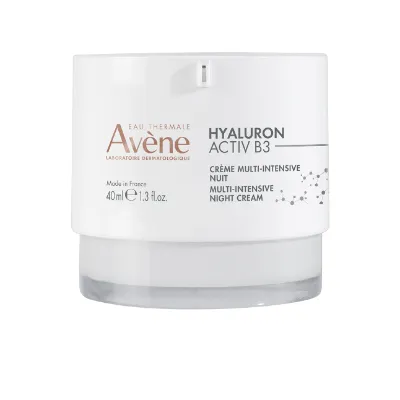 EAU THERMALE
Avène
LABORATOIRE DERMATOLOGIQUE
Made in France
40ml e 1.3 fl.oz.
HYALURON
ACTIV B3
CRÈME MULTI-INTENSIVE
NUIT
MULTI-INTENSIVE
NIGHT CREAM